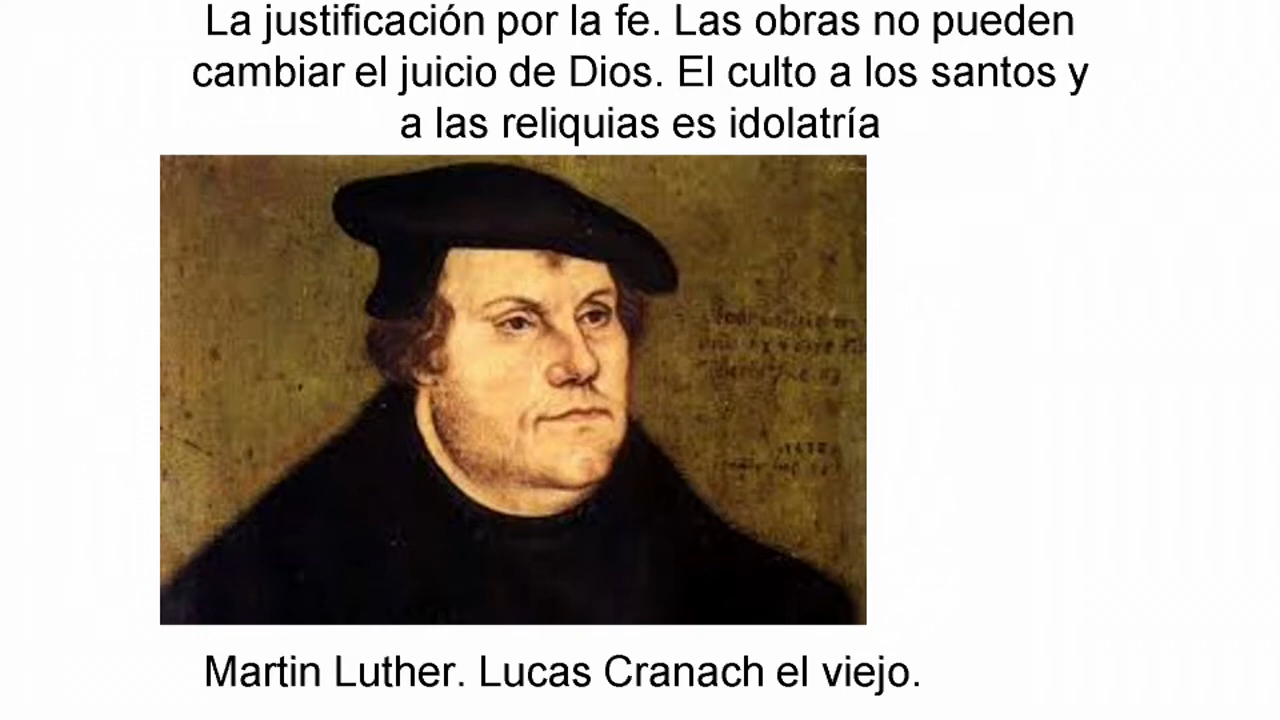 La justificación por la fe. Las obras no pueden
cambiar el juicio de Dios. El culto a los santos y
a las reliquias es idolatría
Martin Luther. Lucas Cranach el viejo.